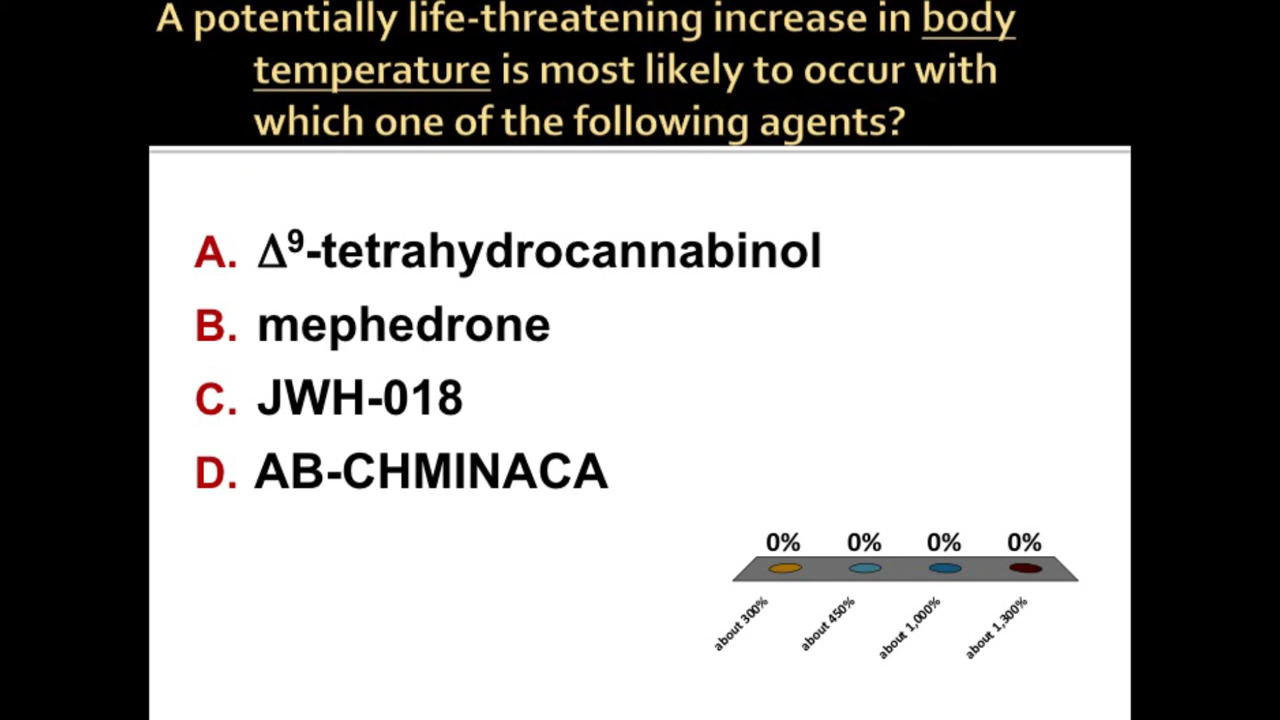 A potentially life-threatening increase in body
temperature is most likely to occur with
which one of the following agents?
A. Δ⁹-tetrahydrocannabinol
B. mephedrone
C. JWH-018
D. AB-CHMINACA
0% 0% 0% 0%
about 300% about 450% about 1,000% about 1,300%